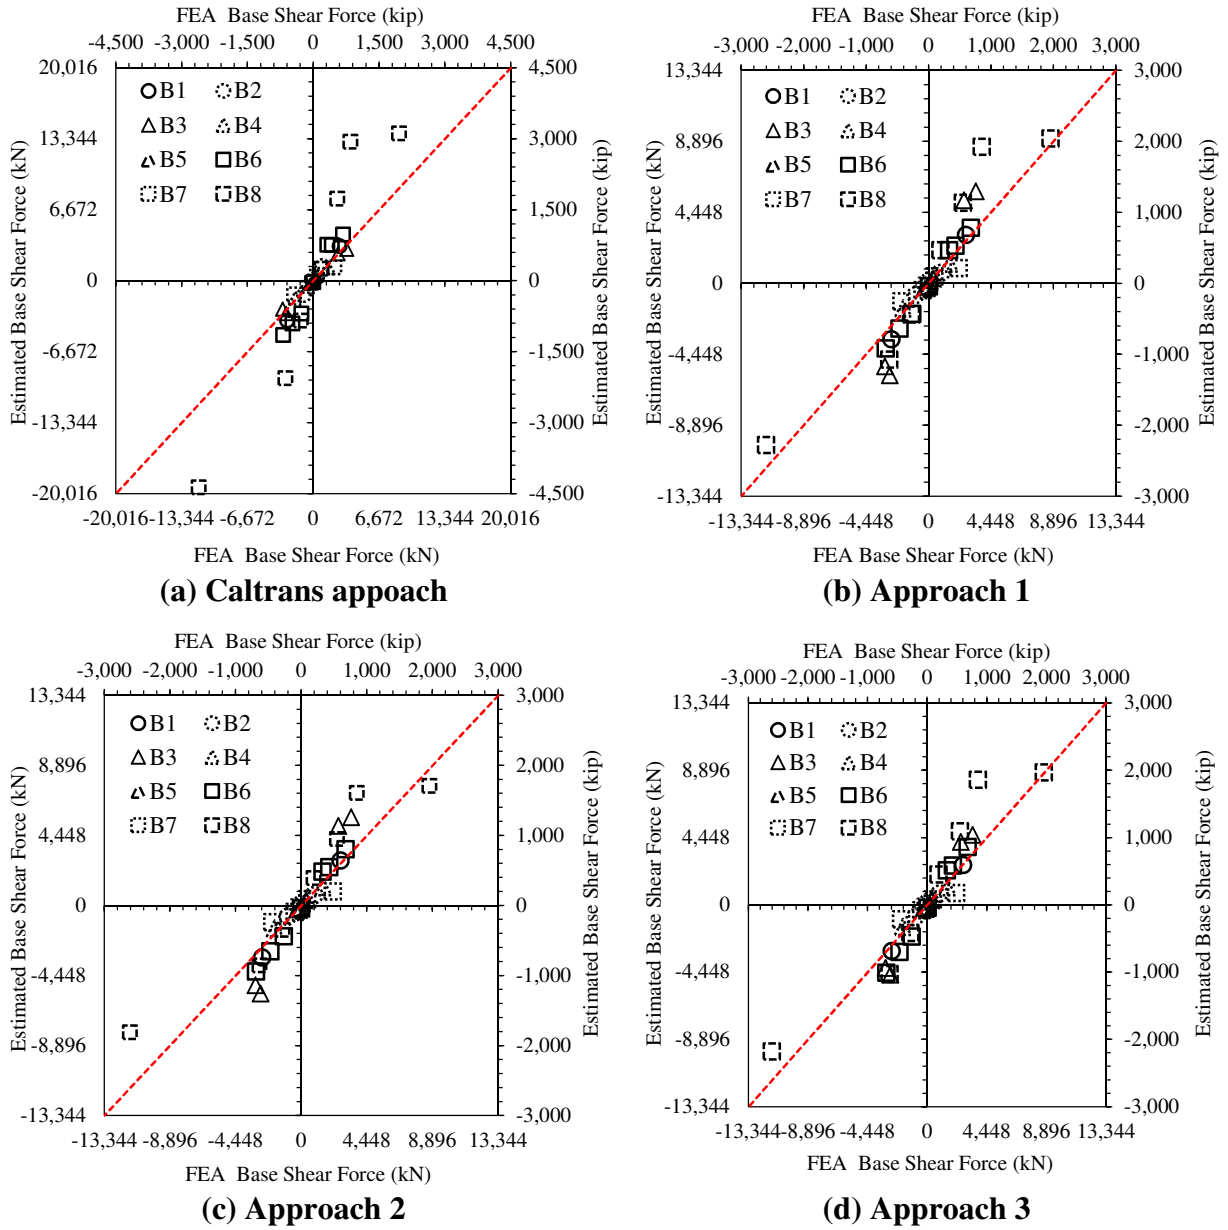 FEA Base Shear Force (kip)
-4,500 -3,000 -1,500 0 1,500 3,000 4,500
20,016 4,500
B1 B2
B3 B4
B5 B6
B7 B8
13,344 3,000
6,672 1,500
0 0
-6,672 -1,500
-13,344 -3,000
-20,016 -4,500
Estimated Base Shear Force (kN)
Estimated Base Shear Force (kip)
-20,016 -13,344 -6,672 0 6,672 13,344 20,016
FEA Base Shear Force (kN)
(a) Caltrans appoach
FEA Base Shear Force (kip)
-3,000 -2,000 -1,000 0 1,000 2,000 3,000
13,344 3,000
B1 B2
B3 B4
B5 B6
B7 B8
8,896 2,000
4,448 1,000
0 0
-4,448 -1,000
-8,896 -2,000
-13,344 -3,000
Estimated Base Shear Force (kN)
Estimated Base Shear Force (kip)
-13,344 -8,896 -4,448 0 4,448 8,896 13,344
FEA Base Shear Force (kN)
(b) Approach 1
FEA Base Shear Force (kip)
-3,000 -2,000 -1,000 0 1,000 2,000 3,000
13,344 3,000
B1 B2
B3 B4
B5 B6
B7 B8
8,896 2,000
4,448 1,000
0 0
-4,448 -1,000
-8,896 -2,000
-13,344 -3,000
Estimated Base Shear Force (kN)
Estimated Base Shear Force (kip)
-13,344 -8,896 -4,448 0 4,448 8,896 13,344
FEA Base Shear Force (kN)
(c) Approach 2
FEA Base Shear Force (kip)
-3,000 -2,000 -1,000 0 1,000 2,000 3,000
13,344 3,000
B1 B2
B3 B4
B5 B6
B7 B8
8,896 2,000
4,448 1,000
0 0
-4,448 -1,000
-8,896 -2,000
-13,344 -3,000
Estimated Base Shear Force (kN)
Estimated Base Shear Force (kip)
-13,344 -8,896 -4,448 0 4,448 8,896 13,344
FEA Base Shear Force (kN)
(d) Approach 3